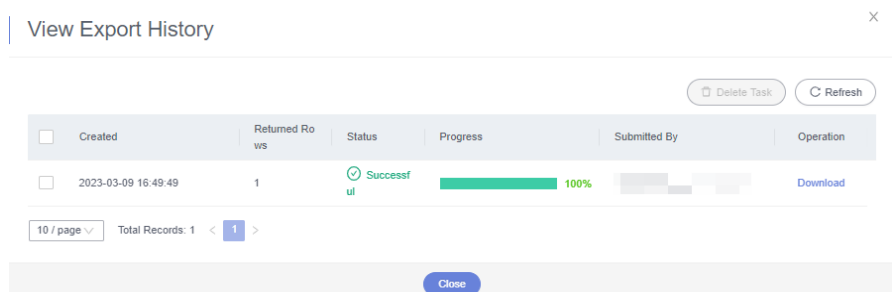 View Export History
Delete Task
Refresh
Created
Returned Ro
ws
Status
Progress
Submitted By
Operation
2023-03-09 16:49:49
1
Successf
ul
100%
Download
10 / page
Total Records: 1 < 1 >
Close